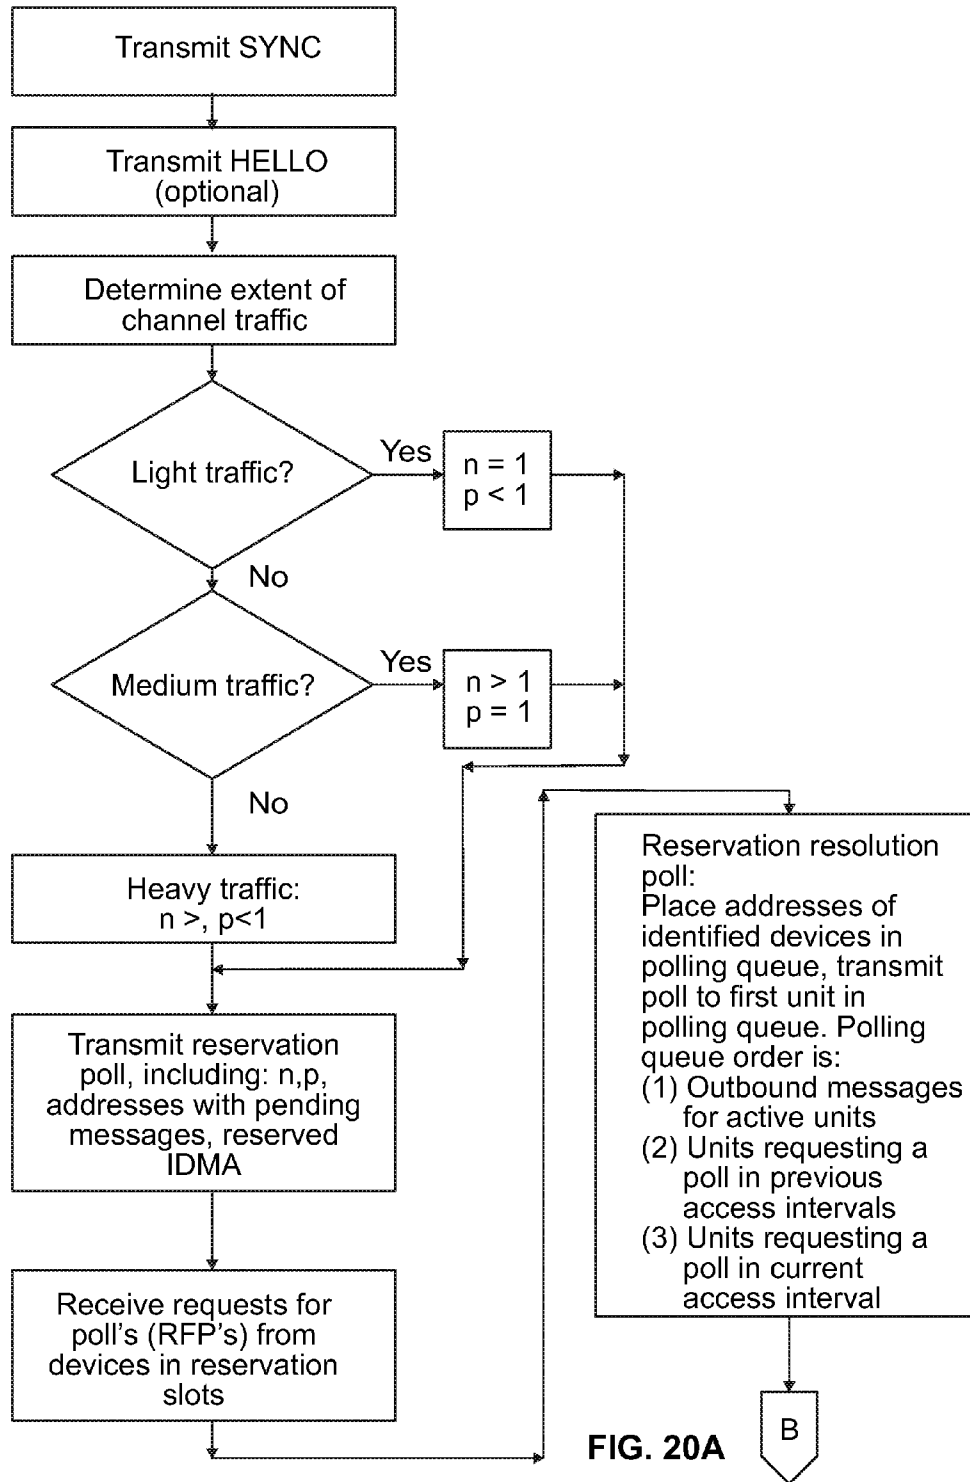 Transmit SYNC
Transmit HELLO
(optional)
Determine extent of
channel traffic
Light traffic?
Yes
n = 1
p < 1
No
Medium traffic?
Yes
n > 1
p = 1
No
Heavy traffic:
n >, p<1
Transmit reservation
poll, including: n,p,
addresses with pending
messages, reserved
IDMA
Receive requests for
poll's (RFP's) from
devices in reservation
slots
Reservation resolution
poll:
Place addresses of
identified devices in
polling queue, transmit
poll to first unit in
polling queue. Polling
queue order is:
(1) Outbound messages
for active units
(2) Units requesting a
poll in previous
access intervals
(3) Units requesting a
poll in current
access interval
B
FIG. 20A